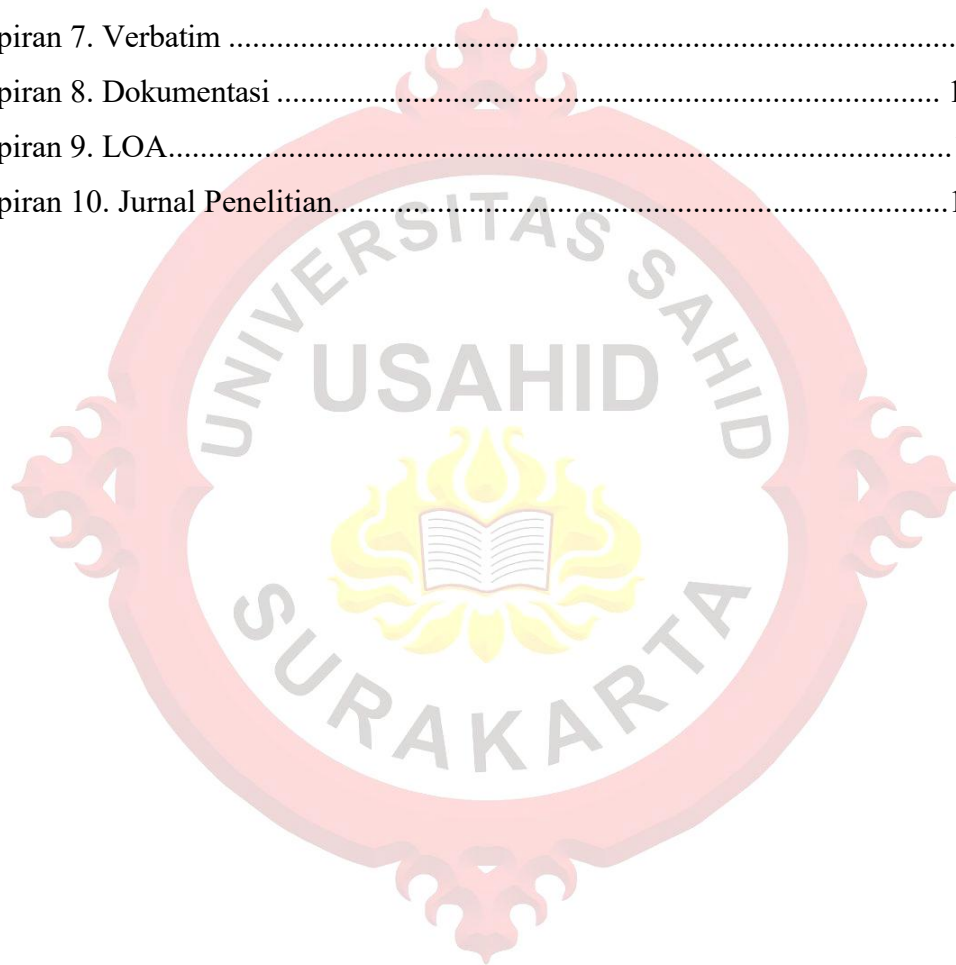 piran 7. Verbatim ....................................................................................................
piran 8. Dokumentasi .................................................................................... 1
piran 9. LOA....................................................................................................
piran 10. Jurnal Penelitian..............................................................................1
UNIVERSITAS SAHID
USAHID
SURAKARTA